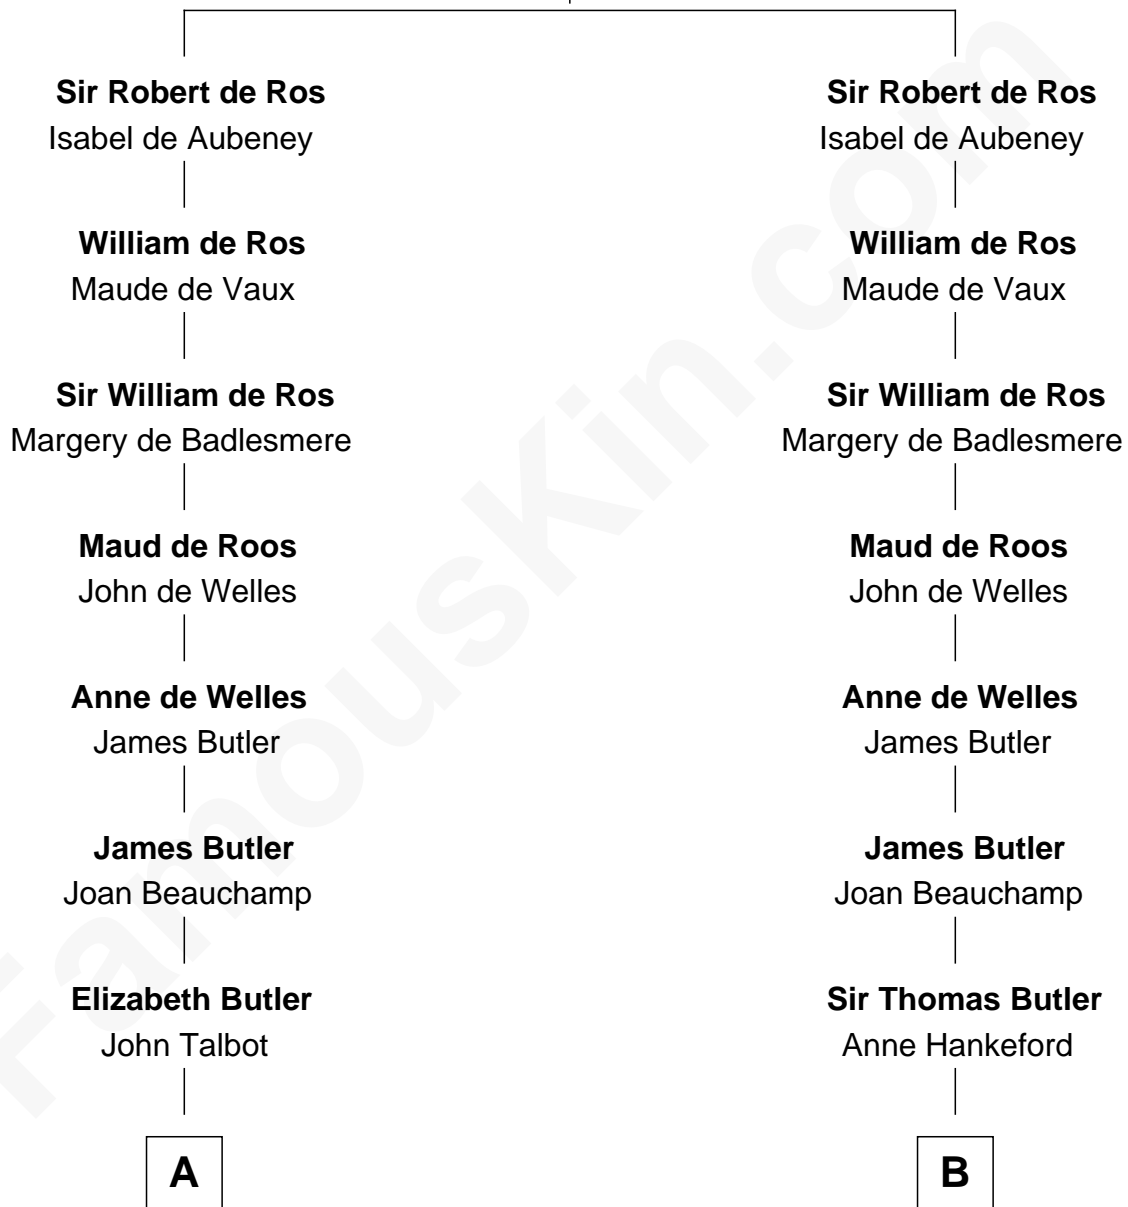 Sir Robert de Ros
Isabel de Aubeney
William de Ros
Maude de Vaux
Sir William de Ros
Margery de Badlesmere
Maud de Roos
John de Welles
Anne de Welles
James Butler
James Butler
Joan Beauchamp
Elizabeth Butler
John Talbot
A
Sir Robert de Ros
Isabel de Aubeney
William de Ros
Maude de Vaux
Sir William de Ros
Margery de Badlesmere
Maud de Roos
John de Welles
Anne de Welles
James Butler
James Butler
Joan Beauchamp
Sir Thomas Butler
Anne Hankeford
B
FamousKin.com